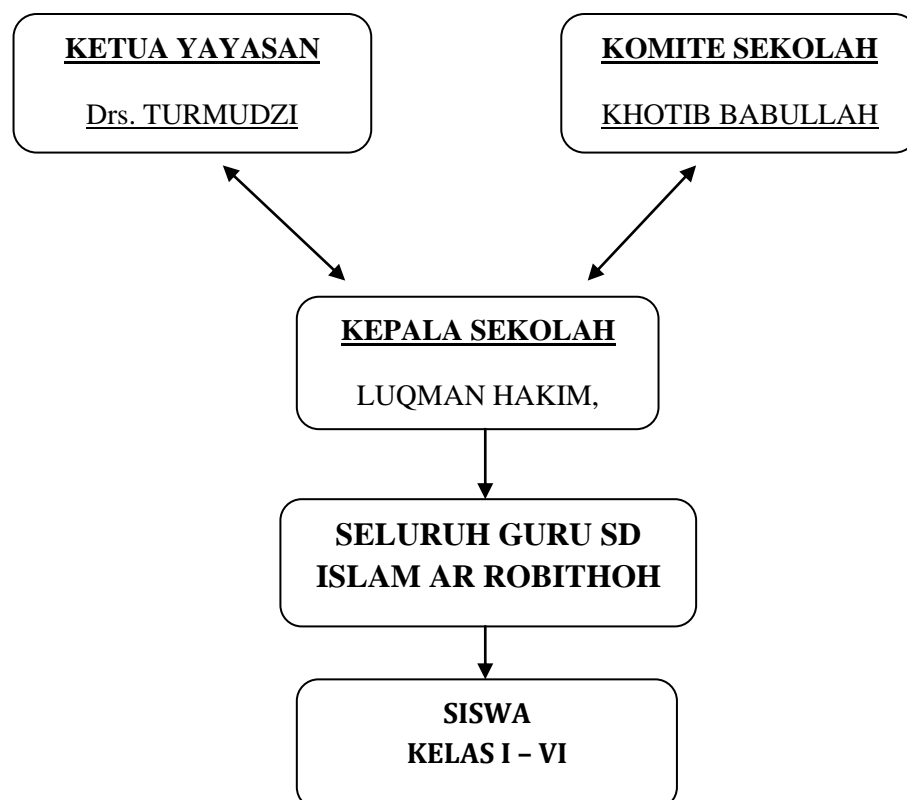 KETUA YAYASAN
Drs. TURMUDZI
KOMITE SEKOLAH
KHOTIB BABULLAH
KEPALA SEKOLAH
LUQMAN HAKIM,
SELURUH GURU SD
ISLAM AR ROBITHOH
SISWA
KELAS I – VI